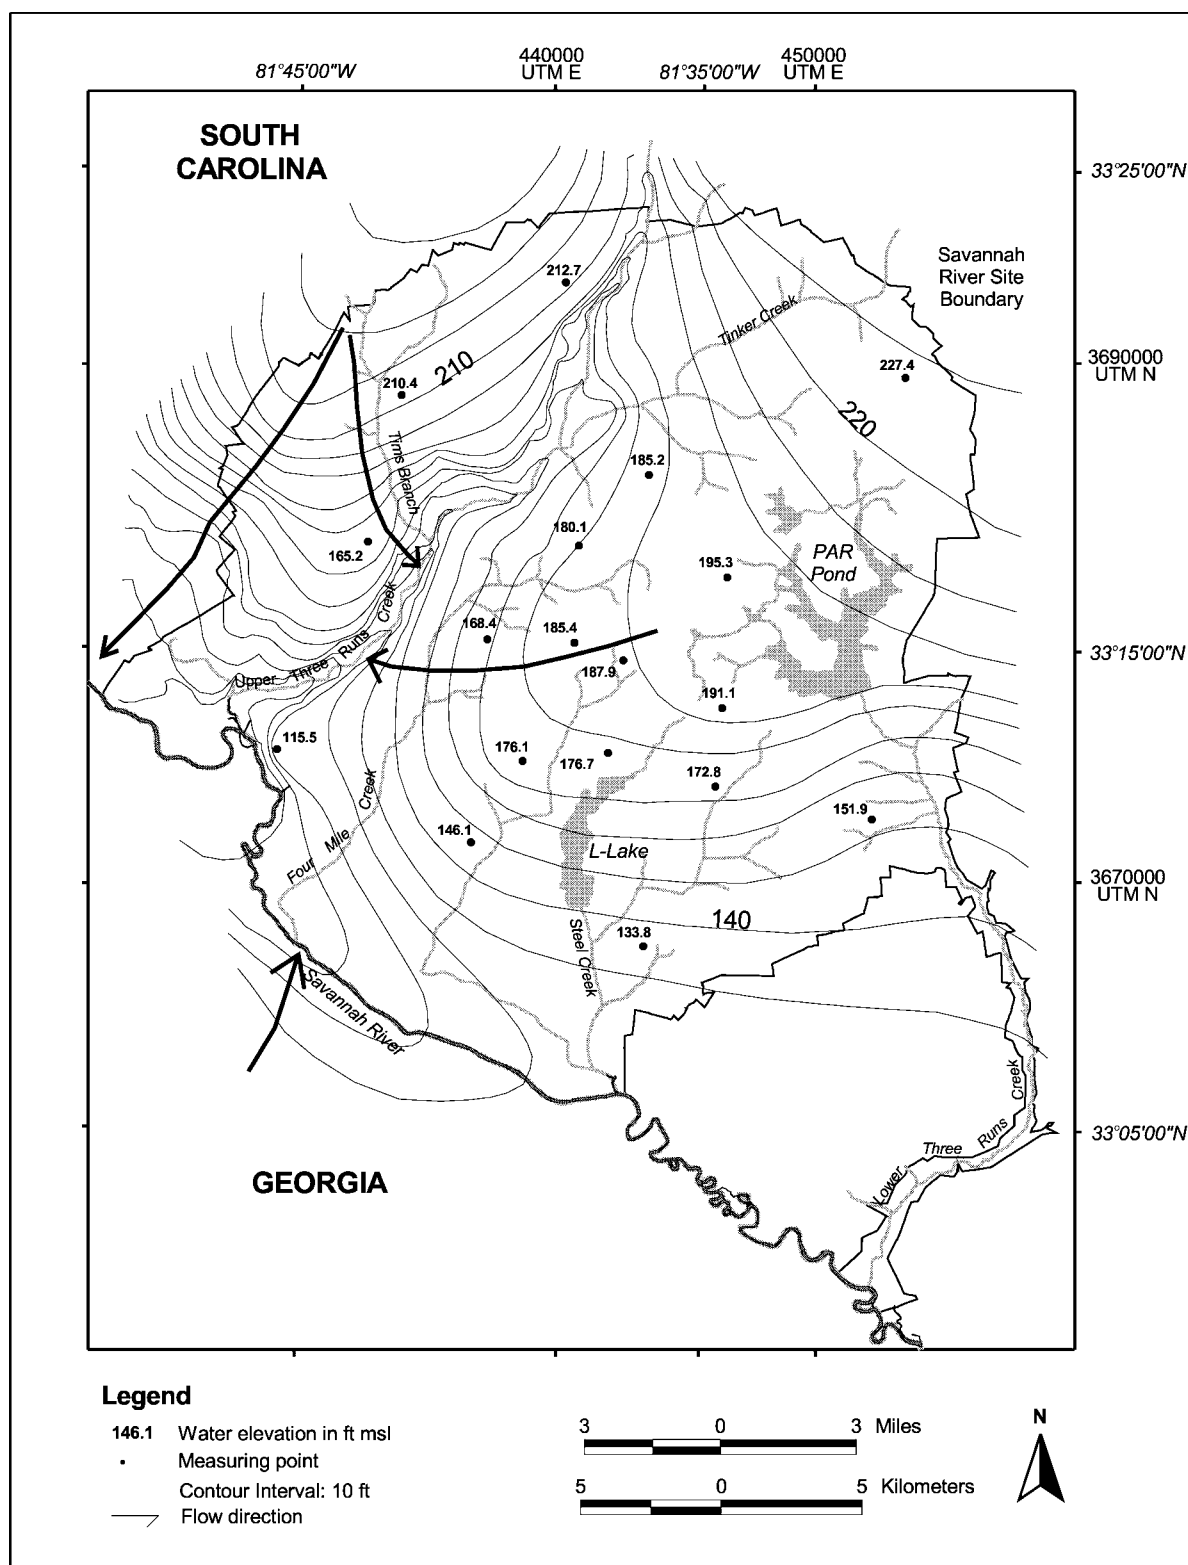 440000
UTM E
450000
UTM E
81°45'00"W
81°35'00"W
SOUTH
CAROLINA
33°25'00"N
Savannah
River Site
Boundary
212.7
Tinker Creek
3690000
UTM N
227.4
210
210.4
220
Tims Branch
185.2
180.1
165.2
PAR
Pond
195.3
168.4
185.4
Upper Three Runs Creek
187.9
33°15'00"N
191.1
115.5
176.1
176.7
172.8
151.9
146.1
Four Mile Creek
L-Lake
3670000
UTM N
140
133.8
Steel Creek
Savannah River
33°05'00"N
Lower Three Runs Creek
GEORGIA
Legend
146.1 Water elevation in ft msl
Measuring point
Contour Interval: 10 ft
Flow direction
3 0 3 Miles
5 0 5 Kilometers
N